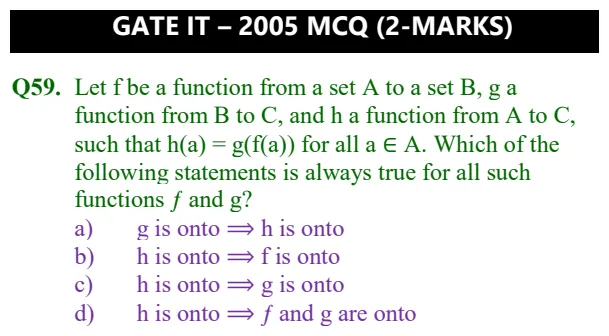 GATE IT – 2005 MCQ (2-MARKS)
Q59. Let f be a function from a set A to a set B, g a
function from B to C, and h a function from A to C,
such that h(a) = g(f(a)) for all a ∈ A. Which of the
following statements is always true for all such
functions f and g?
a) g is onto ⟹ h is onto
b) h is onto ⟹ f is onto
c) h is onto ⟹ g is onto
d) h is onto ⟹ f and g are onto